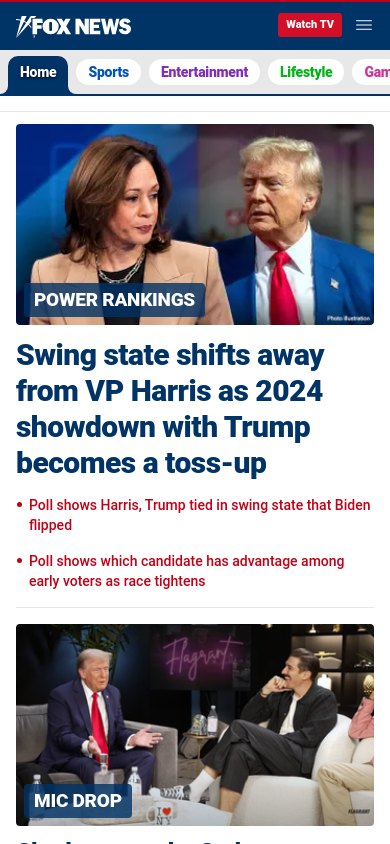 FOX NEWS
Watch TV
Home
Sports
Entertainment
Lifestyle
Gam
POWER RANKINGS
Photo Illustration
Swing state shifts away
from VP Harris as 2024
showdown with Trump
becomes a toss-up
• Poll shows Harris, Trump tied in swing state that Biden
flipped
• Poll shows which candidate has advantage among
early voters as race tightens
Flagrant
MIC DROP
I ♥
NY
FLAGRANT